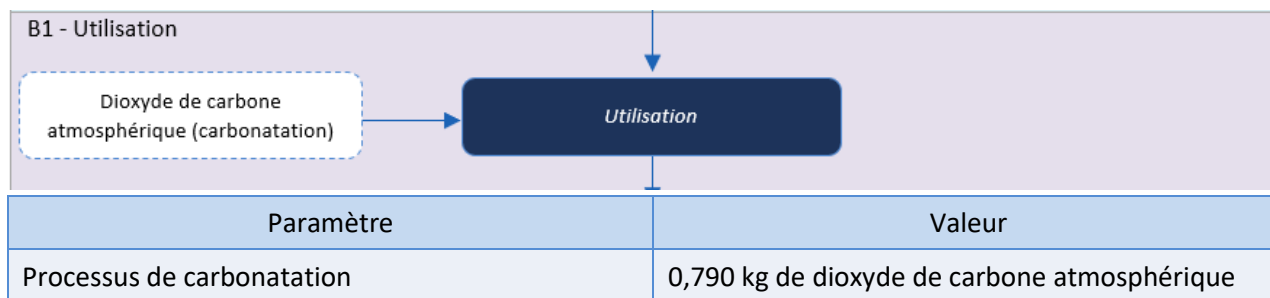 B1 - Utilisation
Dioxyde de carbone
atmosphérique (carbonatation)
Utilisation
Paramètre
Valeur
Processus de carbonatation
0,790 kg de dioxyde de carbone atmosphérique